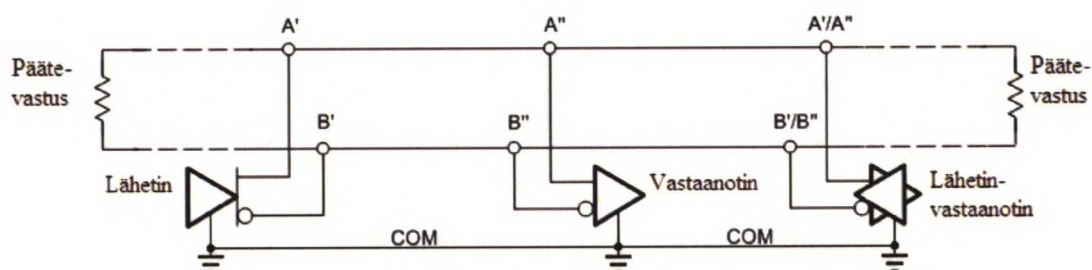 A' A" A'/A"
Pääte-
vastus
Pääte-
vastus
B' B" B'/B"
Lähetin
Vastaanotin
Lähetin-
vastaanotin
COM COM